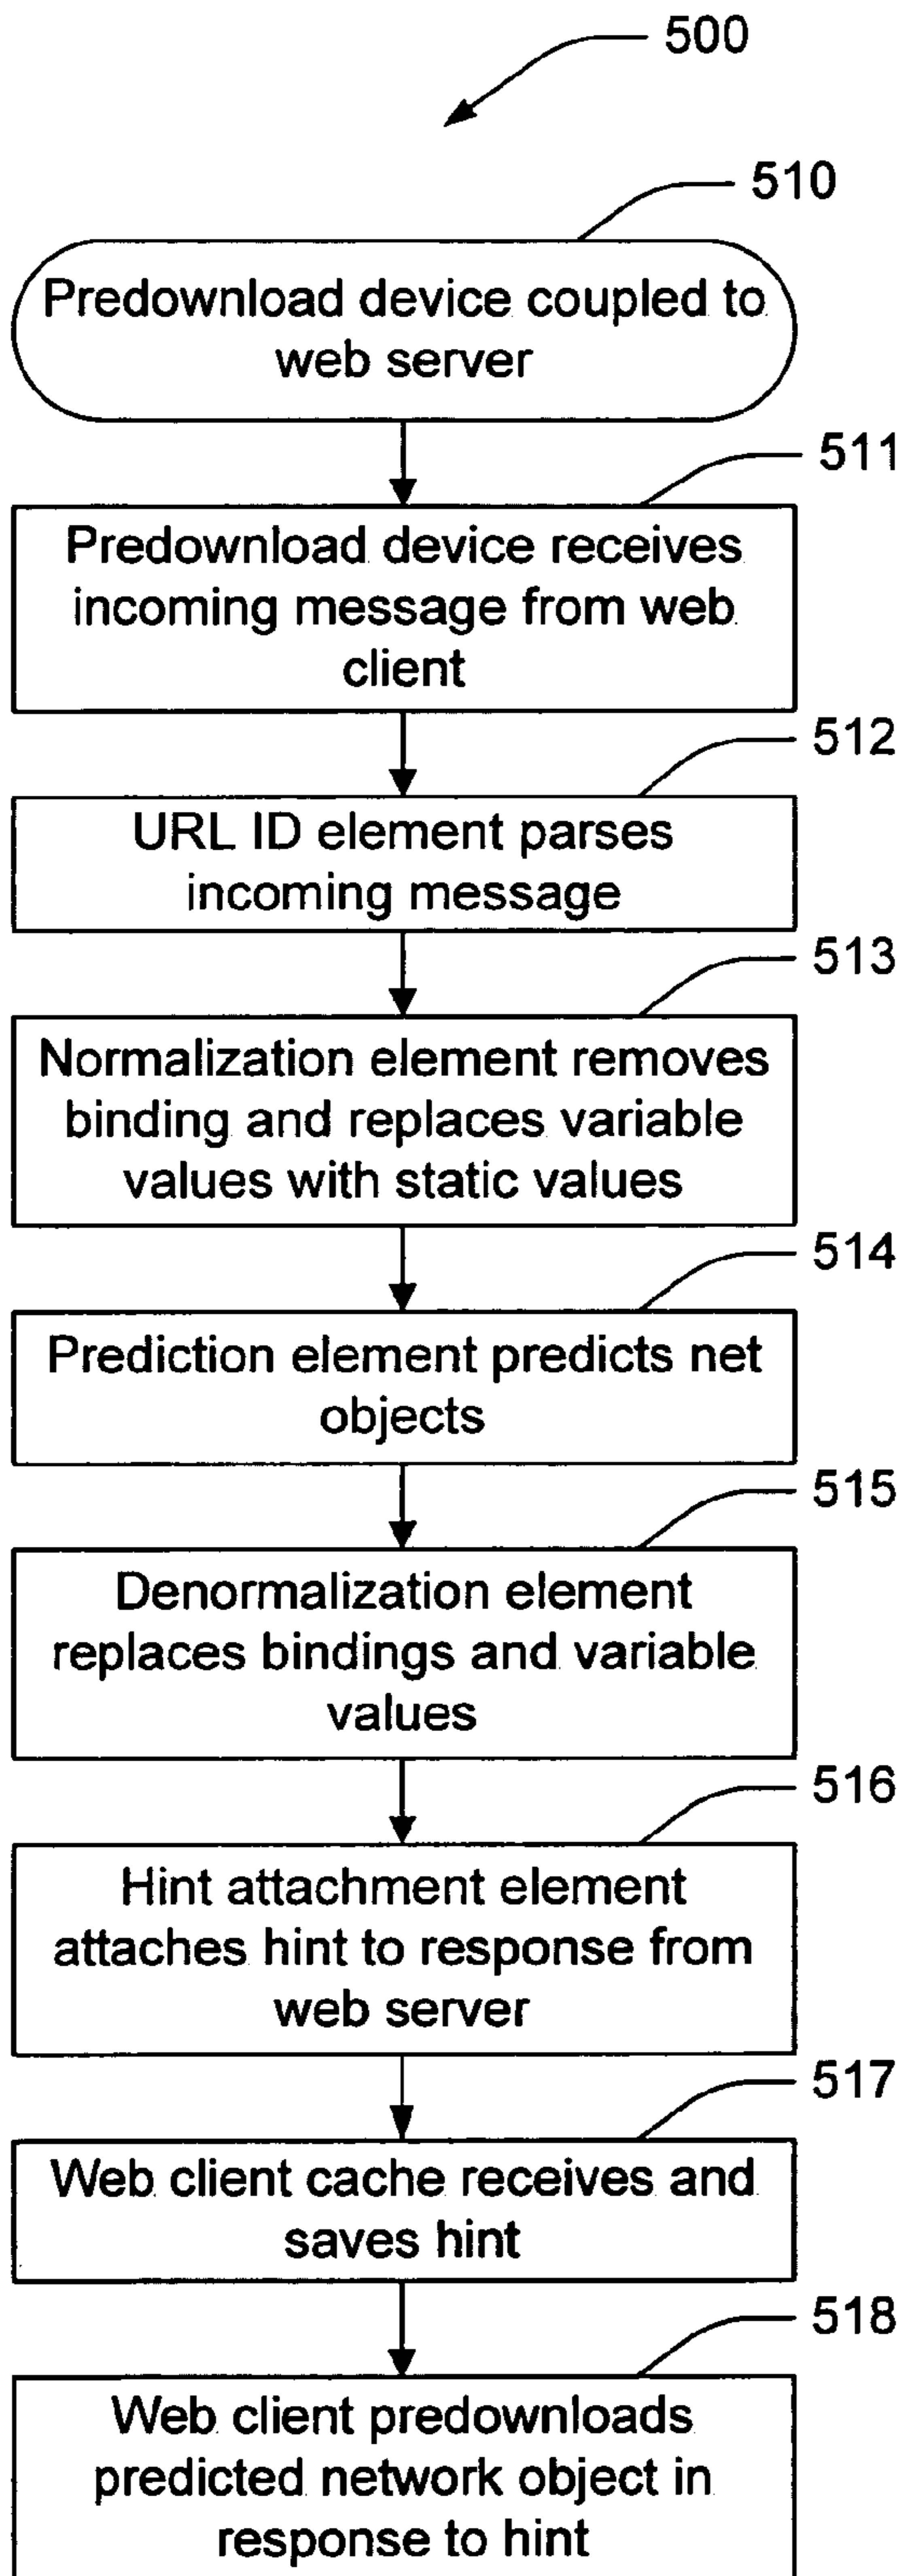 500
510
Predownload device coupled to
web server
511
Predownload device receives
incoming message from web
client
512
URL ID element parses
incoming message
513
Normalization element removes
binding and replaces variable
values with static values
514
Prediction element predicts net
objects
515
Denormalization element
replaces bindings and variable
values
516
Hint attachment element
attaches hint to response from
web server
517
Web client cache receives and
saves hint
518
Web client predownloads
predicted network object in
response to hint